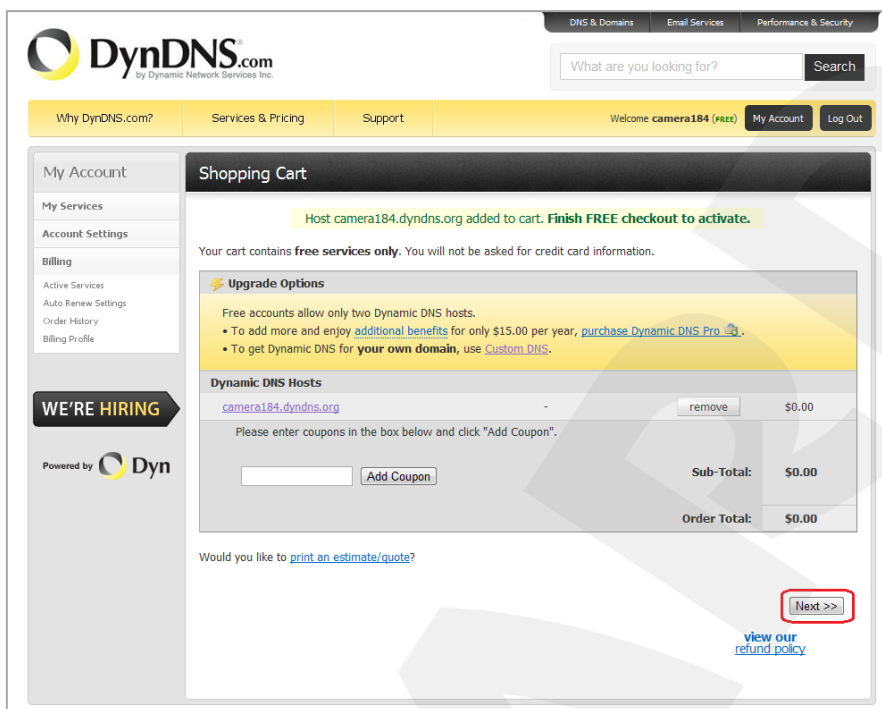 DNS & Domains Email Services Performance & Security
DynDNS.com
by Dynamic Network Services Inc.
What are you looking for? Search
Why DynDNS.com? Services & Pricing Support Welcome camera184 (FREE) My Account Log Out
My Account
My Services
Account Settings
Billing
Active Services
Auto Renew Settings
Order History
Billing Profile
WE'RE HIRING
Powered by Dyn
Shopping Cart
Host camera184.dyndns.org added to cart. Finish FREE checkout to activate.
Your cart contains free services only. You will not be asked for credit card information.
Upgrade Options
Free accounts allow only two Dynamic DNS hosts.
• To add more and enjoy additional benefits for only $15.00 per year, purchase Dynamic DNS Pro .
• To get Dynamic DNS for your own domain, use Custom DNS.
Dynamic DNS Hosts
camera184.dyndns.org - remove $0.00
Please enter coupons in the box below and click "Add Coupon".
Add Coupon Sub-Total: $0.00
Order Total: $0.00
Would you like to print an estimate/quote?
Next >>
view our
refund policy